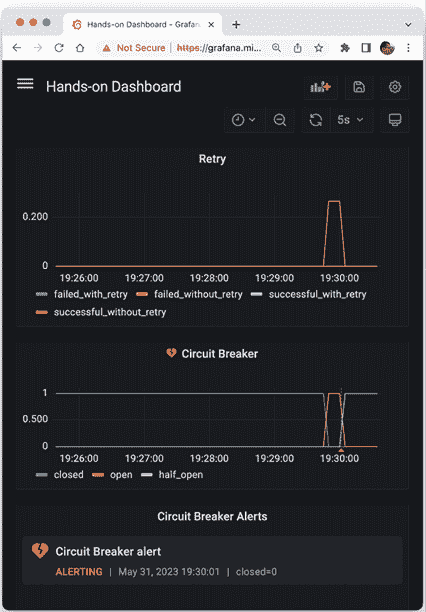 Hands-on Dashboard - Grafana
Not Secure | https://grafana.mi...
Hands-on Dashboard
5s
Retry
0.200
0
19:26:00 19:27:00 19:28:00 19:29:00 19:30:00
failed_with_retry failed_without_retry successful_with_retry
successful_without_retry
Circuit Breaker
1
0.500
0
19:26:00 19:27:00 19:28:00 19:29:00 19:30:00
closed open half_open
Circuit Breaker Alerts
Circuit Breaker alert
ALERTING | May 31, 2023 19:30:01 | closed=0